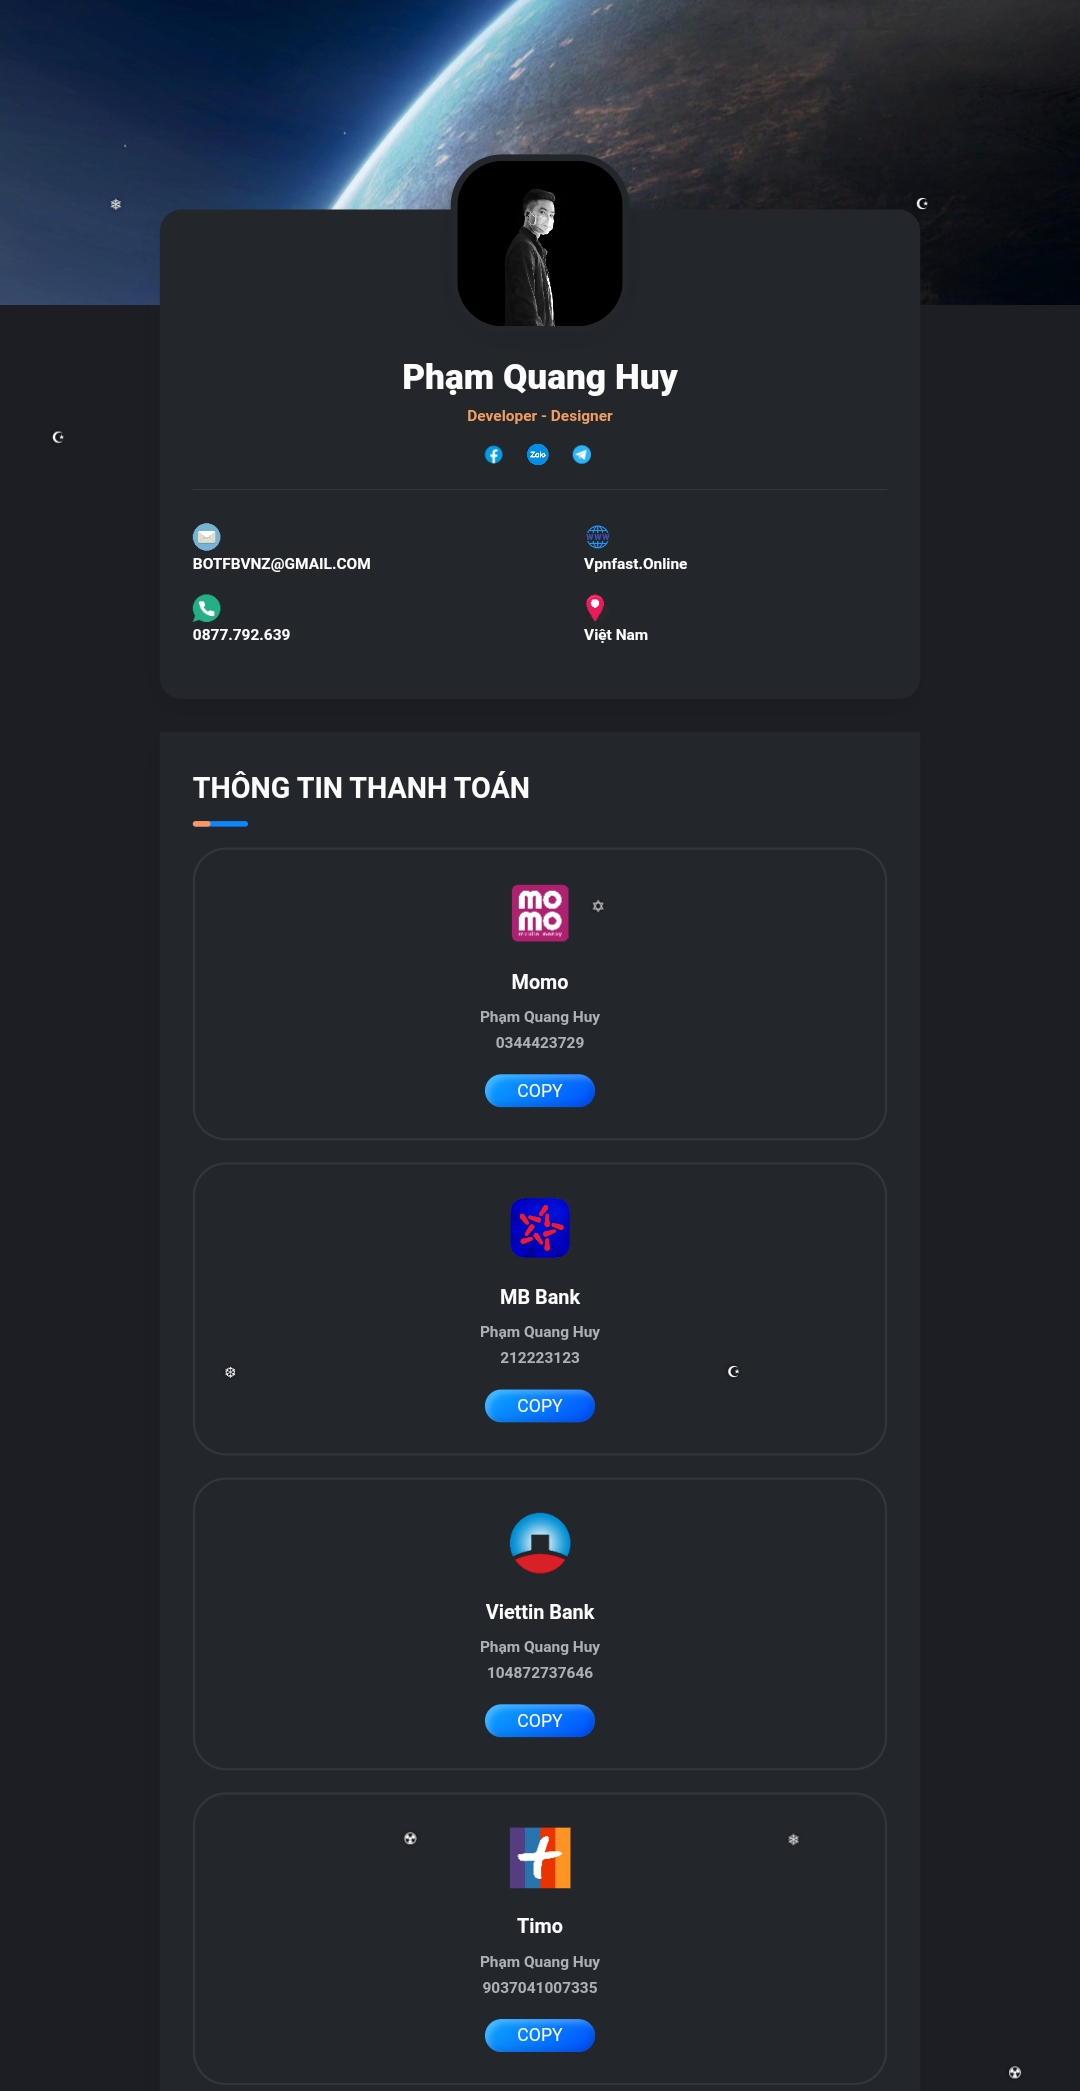 Phạm Quang Huy
Developer - Designer
Zalo
WWW
BOTFBVNZ@GMAIL.COM
Vpnfast.Online
0877.792.639
Việt Nam
THÔNG TIN THANH TOÁN
mo
mo
Momo
Phạm Quang Huy
0344423729
COPY
MB Bank
Phạm Quang Huy
212223123
COPY
Viettin Bank
Phạm Quang Huy
104872737646
COPY
Timo
Phạm Quang Huy
9037041007335
COPY